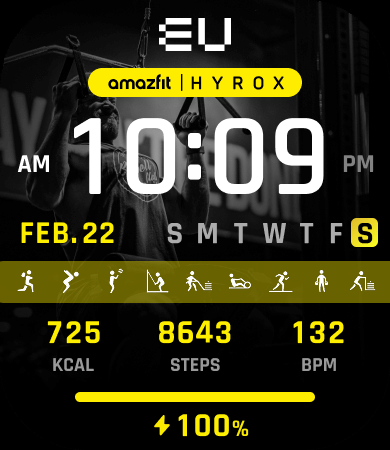 EU
amazfit | HYROX
10:09
AM PM
FEB. 22 S M T W T F S
725 8643 132
KCAL STEPS BPM
100%